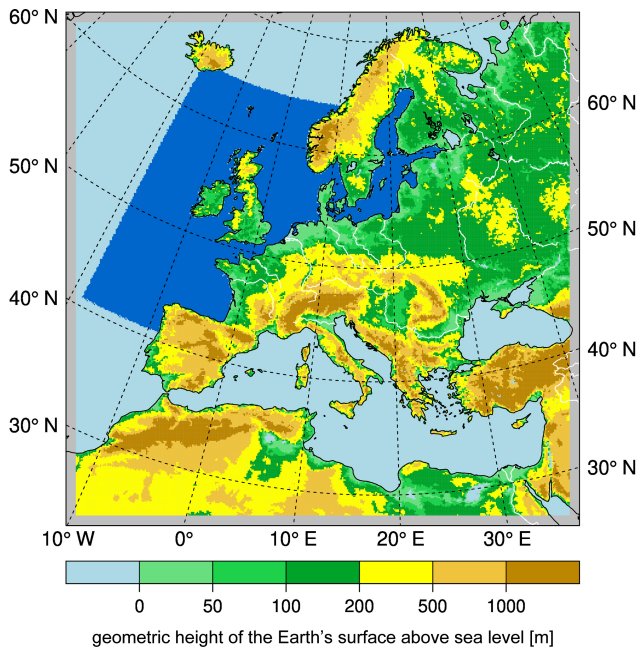 60° N
60° N
50° N
50° N
40° N
40° N
30° N
30° N
10° W 0° 10° E 20° E 30° E
0 50 100 200 500 1000
geometric height of the Earth's surface above sea level [m]